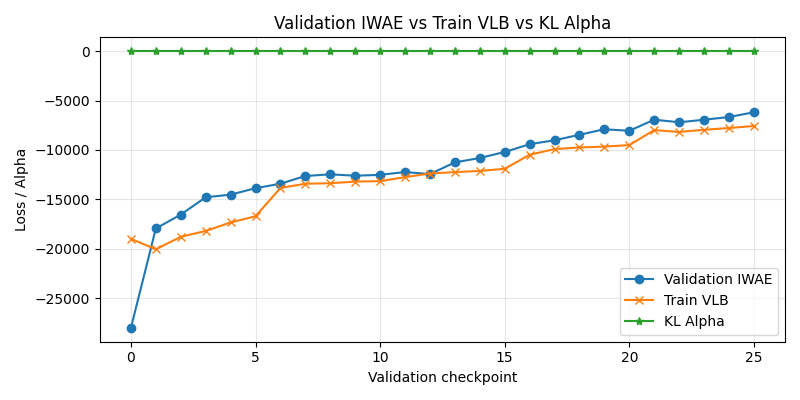 Validation IWAE vs Train VLB vs KL Alpha
Loss / Alpha
0
−5000
−10000
−15000
−20000
−25000
Validation IWAE
Train VLB
KL Alpha
0 5 10 15 20 25
Validation checkpoint